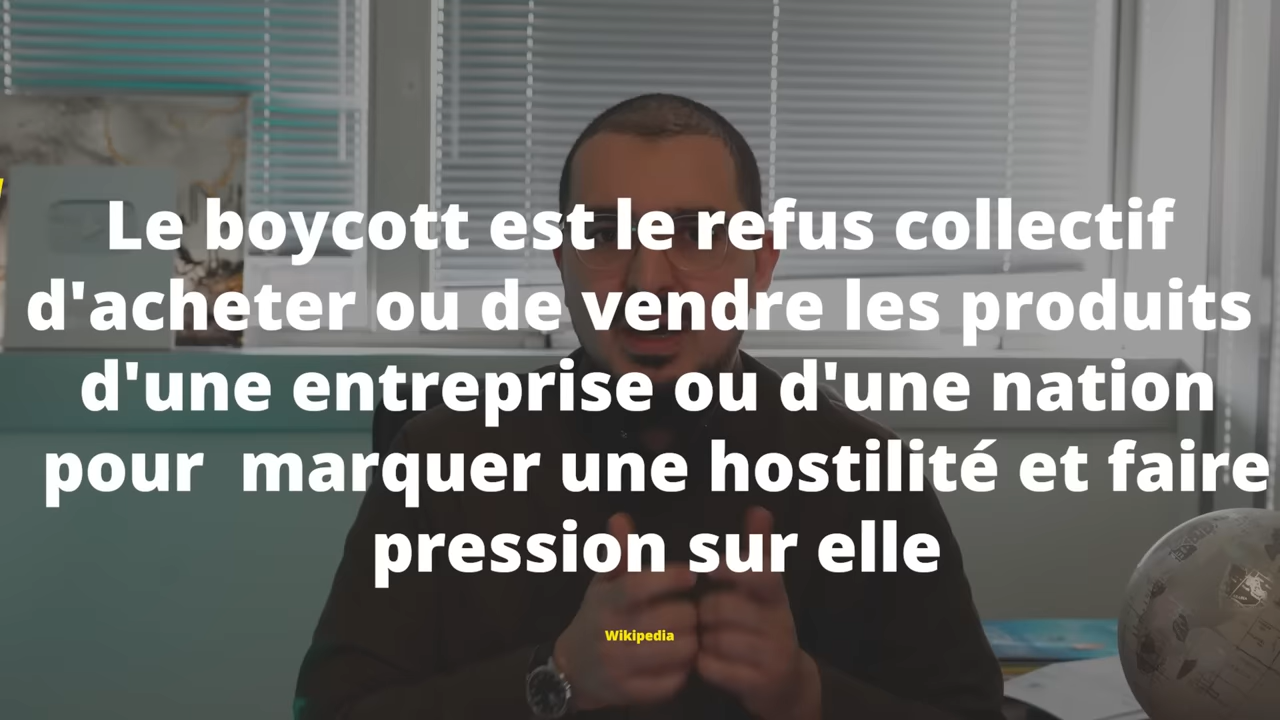 Le boycott est le refus collectif
d'acheter ou de vendre les produits
d'une entreprise ou d'une nation
pour  marquer une hostilité et faire
pression sur elle
Wikipedia